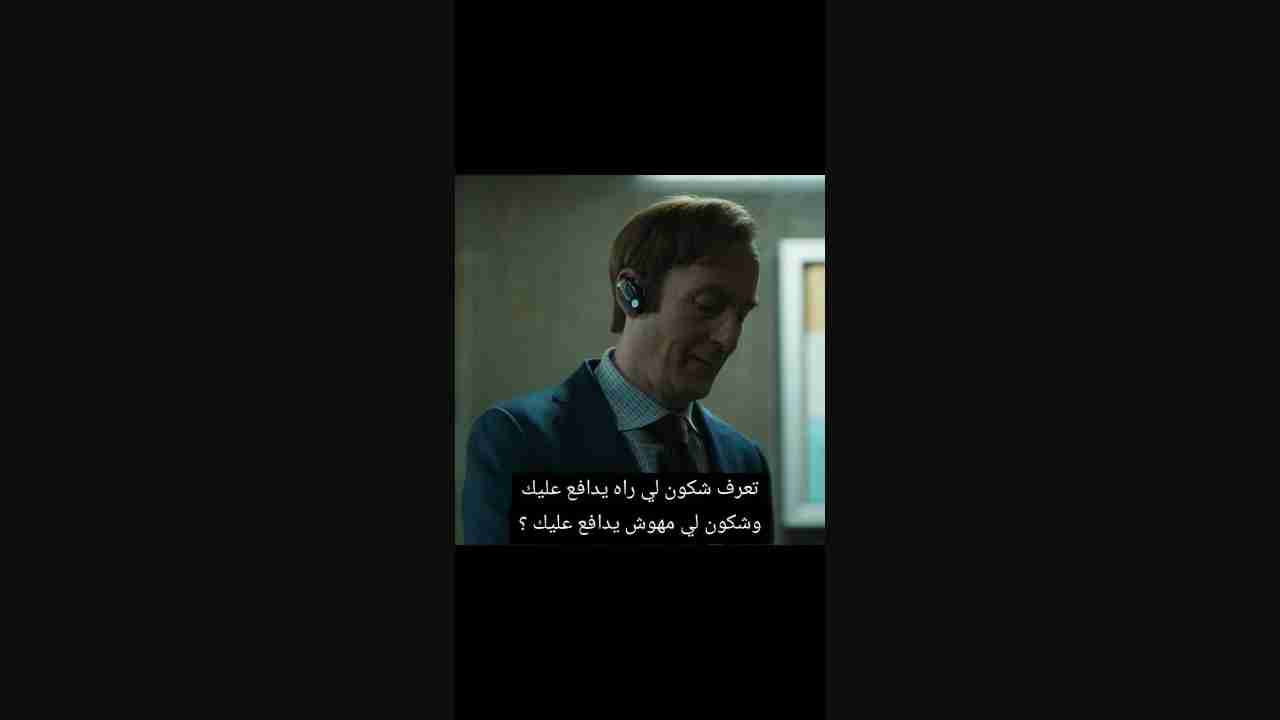 تعرف شكون لي راه يدافع عليك
وشكون لي مهوش يدافع عليك ؟